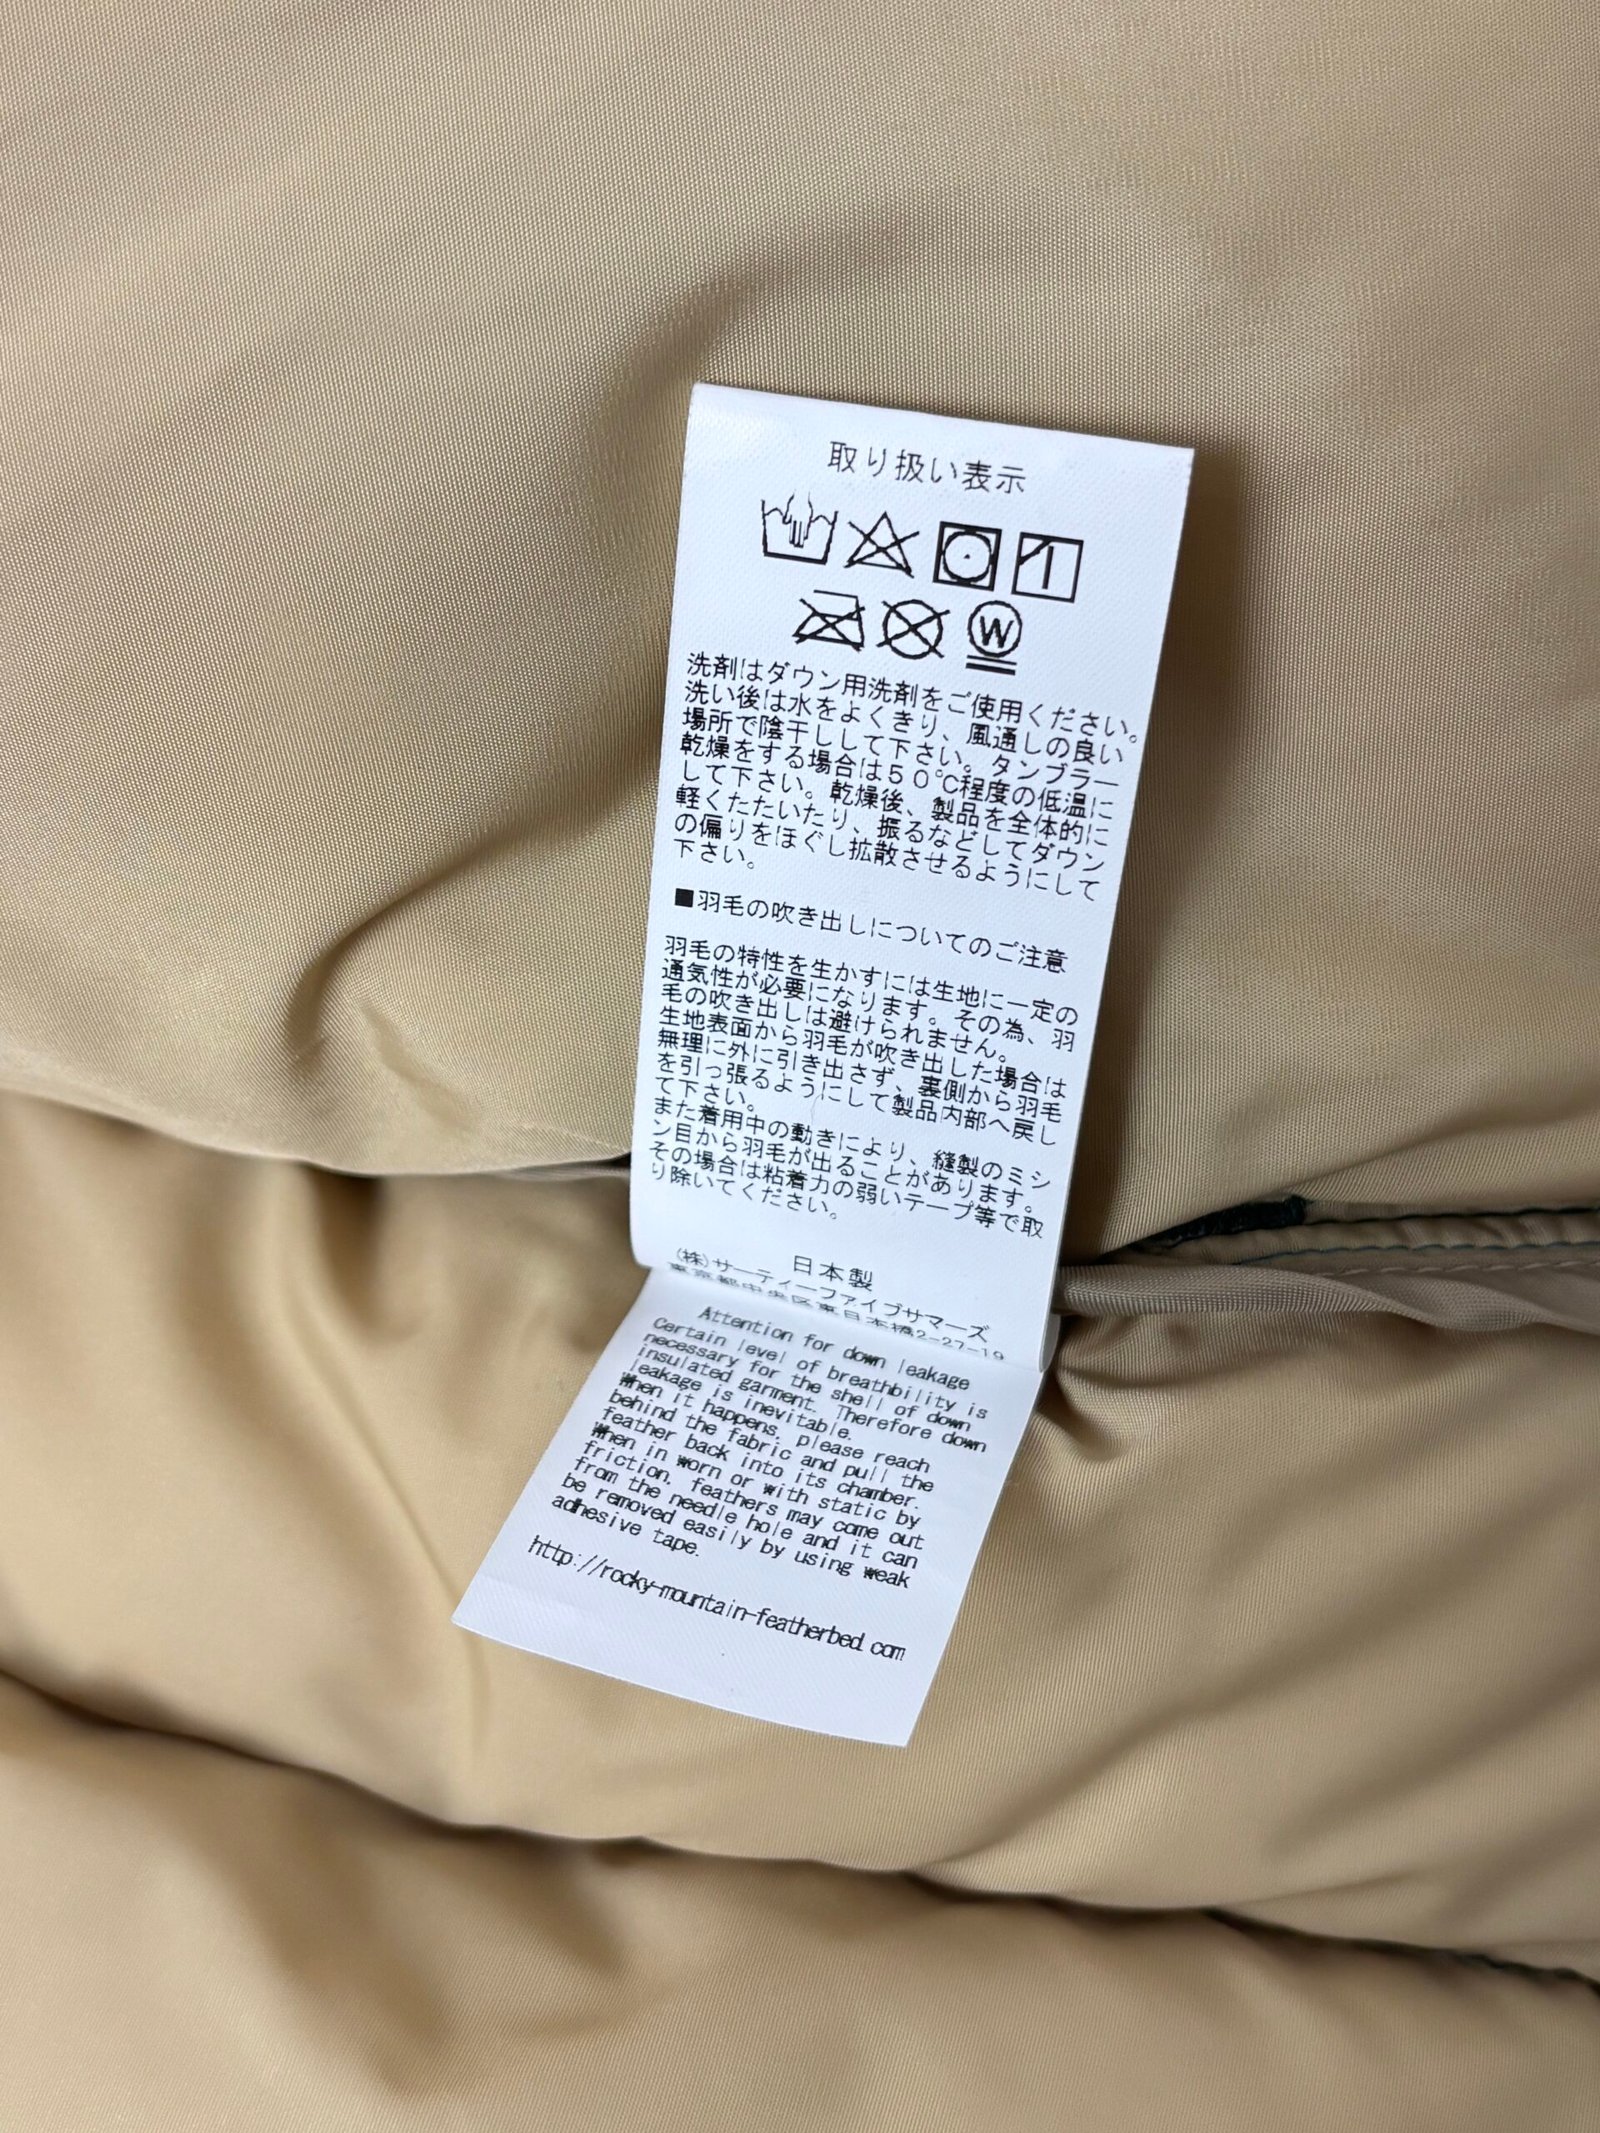 取り扱い表示
W
洗剤はダウン用洗剤をご使用ください。
洗い後は水をよくきり、風通しの良い
場所で陰干しして下さい。タンブラー
乾燥をする場合は50℃程度の低温に
して下さい。乾燥後、製品を全体的に
軽くたたいたり、振るなどしてダウン
の偏りをほぐし拡散させるようにして
下さい。
■羽毛の吹き出しについてのご注意
羽毛の特性を生かすには生地に一定の
通気性が必要になります。その為、羽
毛の吹き出しは避けられません。
生地表面から羽毛が吹き出した場合は
無理に外に引き出さず、裏側から羽毛
を引っ張るようにして製品内部へ戻し
て下さい。
また着用中の動きにより、縫製のミシ
ン目から羽毛が出ることがあります。
その場合は粘着力の弱いテープ等で取
り除いてください。
日本製
(株)サーティーファイブサマーズ
東京都中央区東日本橋2-27-19
Attention for down leakage
Certain level of breathbility is
necessary for the shell of down
insulated garment. Therefore down
leakage is inevitable.
When it happens, please reach
behind the fabric and pull the
feather back into its chamber.
When in worn or with static by
friction, feathers may come out
from the needle hole and it can
be removed easily by using weak
adhesive tape.
http://rocky-mountain-featherbed.com